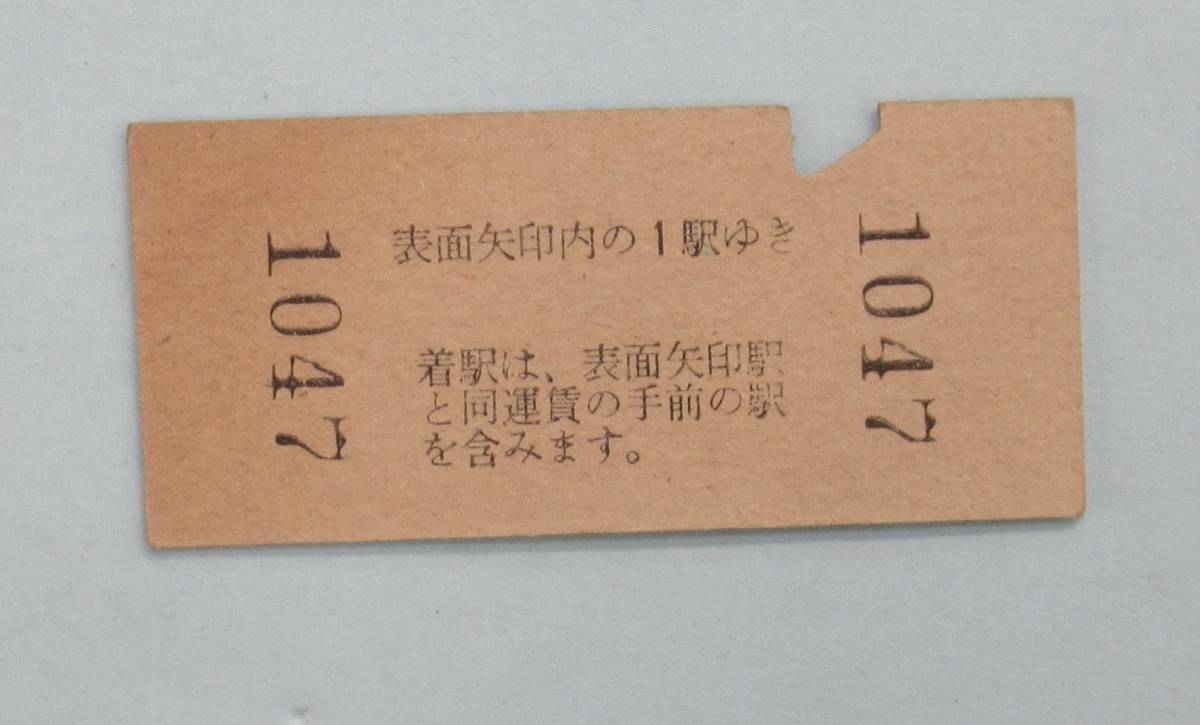 1047
表面矢印内の1駅ゆき
着駅は、表面矢印駅
と同運賃の手前の駅
を含みます。
1047